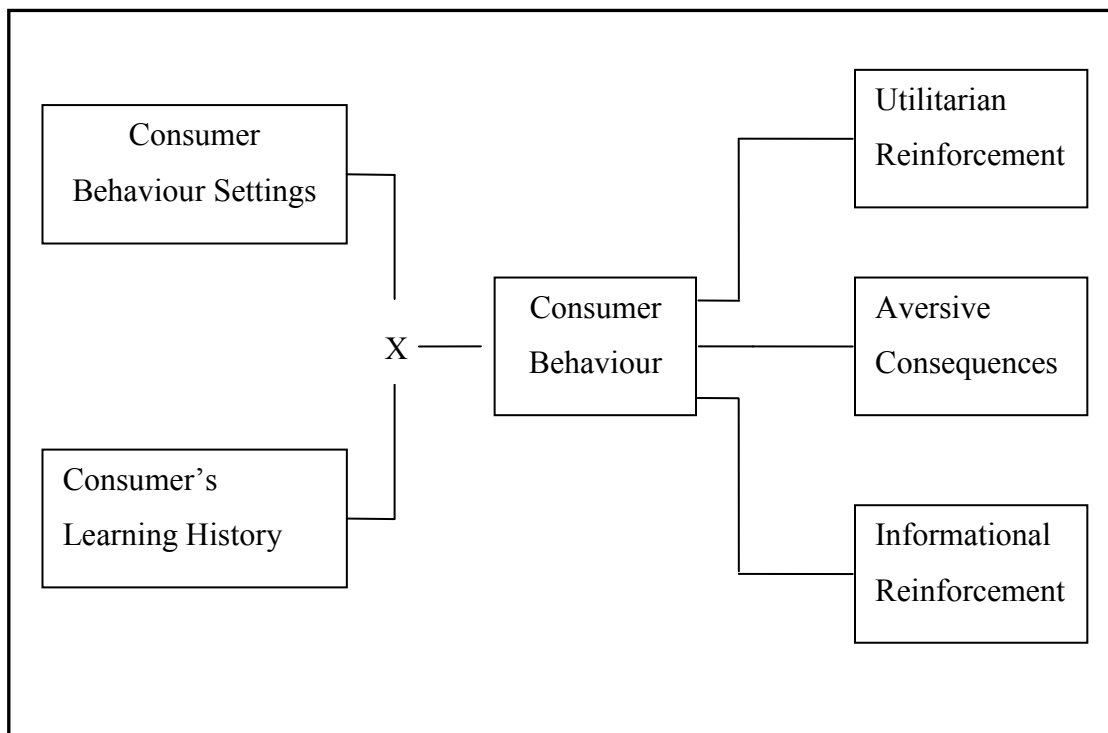 Consumer
Behaviour Settings
Consumer’s
Learning History
X
Consumer
Behaviour
Utilitarian
Reinforcement
Aversive
Consequences
Informational
Reinforcement